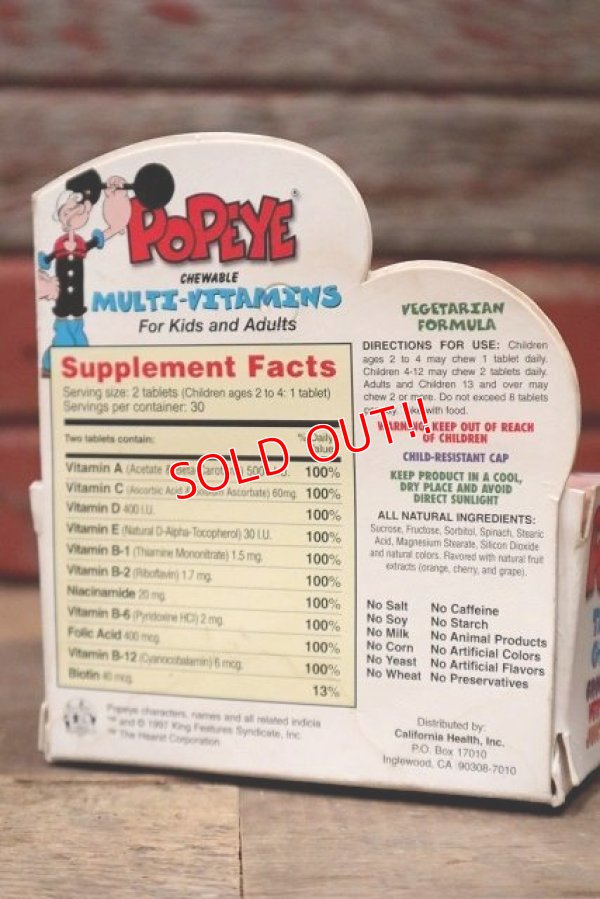 POPEYE
CHEWABLE
MULTI-VITAMINS
For Kids and Adults
Supplement Facts
Serving size: 2 tablets (Children ages 2 to 4: 1 tablet)
Servings per container: 30
Two tablets contain: % Daily Value
Vitamin A (Acetate 100%
Vitamin C (Ascorbic Acid Ascorbate) 60mg 100%
Vitamin D 400 I.U. 100%
Vitamin E (Natural D-Alpha-Tocopherol) 30 I.U. 100%
Vitamin B-1 (Thiamine Mononitrate) 1.5 mg. 100%
Vitamin B-2 (Riboflavin) 1.7 mg. 100%
Niacinamide 20 mg. 100%
Vitamin B-6 (Pyridoxine HCl) 2 mg. 100%
Folic Acid 400 mcg. 100%
Vitamin B-12 (Cyanocobalamin) 6 mcg. 100%
Biotin 40 mcg. 13%
Popeye characters, names and all related indicia
™ and © 1997 King Features Syndicate, Inc.
™ The Hearst Corporation
VEGETARIAN
FORMULA
DIRECTIONS FOR USE: Children
ages 2 to 4 may chew 1 tablet daily.
Children 4-12 may chew 2 tablets daily.
Adults and Children 13 and over may
chew 2 or more. Do not exceed 8 tablets
with food.
WARNING: KEEP OUT OF REACH
OF CHILDREN
CHILD-RESISTANT CAP
KEEP PRODUCT IN A COOL,
DRY PLACE AND AVOID
DIRECT SUNLIGHT
ALL NATURAL INGREDIENTS:
Sucrose, Fructose, Sorbitol, Spinach, Stearic
Acid, Magnesium Stearate, Silicon Dioxide
and natural colors. Flavored with natural fruit
extracts (orange, cherry, and grape).
No Salt No Caffeine
No Soy No Starch
No Milk No Animal Products
No Corn No Artificial Colors
No Yeast No Artificial Flavors
No Wheat No Preservatives
Distributed by:
California Health, Inc.
P.O. Box 17010
Inglewood, CA 90308-7010
SOLD OUT!!